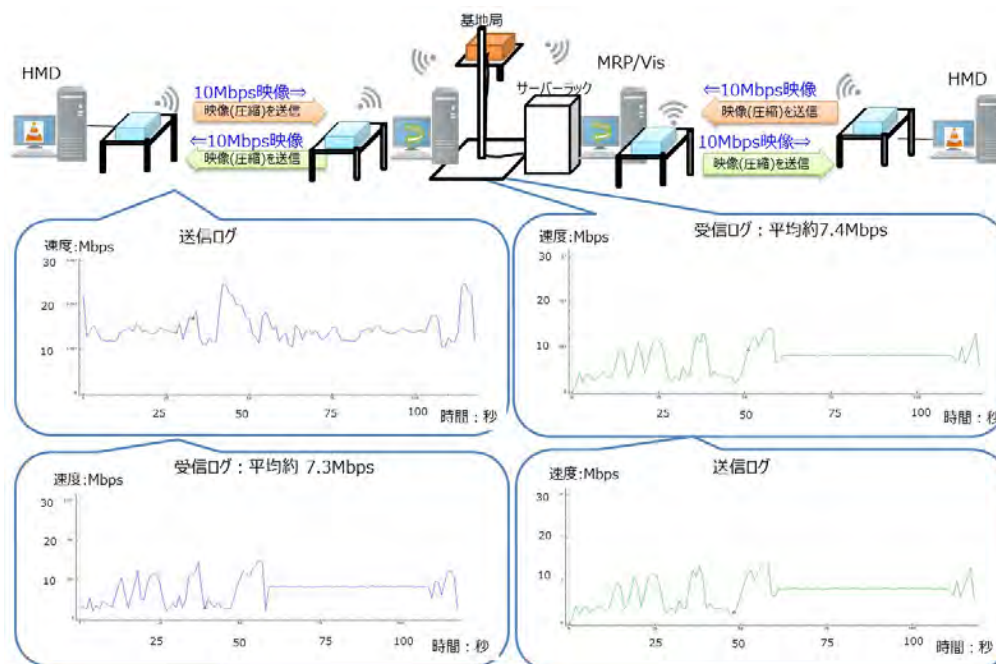 基地局
HMD
MRP/Vis
HMD
サーバーラック
10Mbps映像⇒
映像(圧縮)を送信
⇐10Mbps映像
映像(圧縮)を送信
⇐10Mbps映像
映像(圧縮)を送信
10Mbps映像⇒
映像(圧縮)を送信
送信ログ
速度:Mbps
30
20
10
25
50
75
100
時間：秒
受信ログ：平均約7.4Mbps
速度:Mbps
30
20
10
25
50
75
100
時間：秒
受信ログ：平均約 7.3Mbps
速度:Mbps
30
20
10
25
50
75
100
時間：秒
送信ログ
速度:Mbps
30
20
10
25
50
75
100
時間：秒